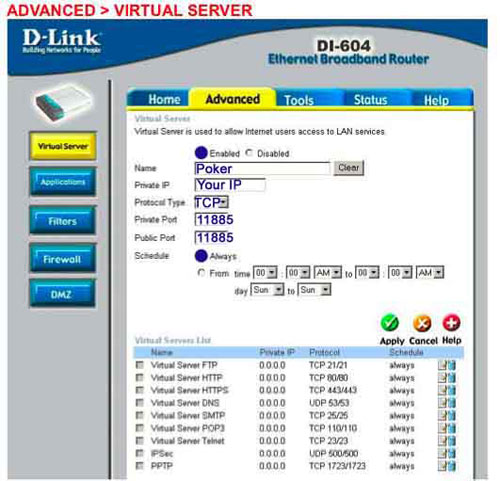 ADVANCED > VIRTUAL SERVER
D-Link
Building Networks for People
DI-604
Ethernet Broadband Router
Home Advanced Tools Status Help
Virtual Server
Applications
Filters
Firewall
DMZ
Virtual Server
Virtual Server is used to allow Internet users access to LAN services.
Enabled Disabled
Name Poker Clear
Private IP Your IP
Protocol Type TCP
Private Port 11885
Public Port 11885
Schedule Always
From time 00 : 00 AM to 00 : 00 AM
day Sun to Sun
Apply Cancel Help
Virtual Servers List
Name Private IP Protocol Schedule
Virtual Server FTP 0.0.0.0 TCP 21/21 always
Virtual Server HTTP 0.0.0.0 TCP 80/80 always
Virtual Server HTTPS 0.0.0.0 TCP 443/443 always
Virtual Server DNS 0.0.0.0 UDP 53/53 always
Virtual Server SMTP 0.0.0.0 TCP 25/25 always
Virtual Server POP3 0.0.0.0 TCP 110/110 always
Virtual Server Telnet 0.0.0.0 TCP 23/23 always
IPSec 0.0.0.0 UDP 500/500 always
PPTP 0.0.0.0 TCP 1723/1723 always